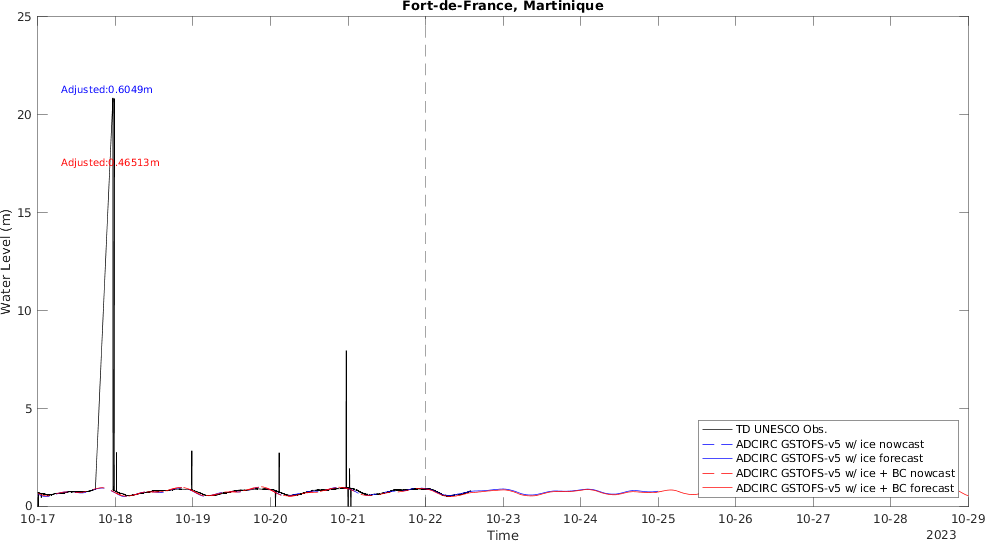 Fort-de-France, Martinique
25
20
15
10
5
0
Water Level (m)
Adjusted:0.6049m
Adjusted:0.46513m
TD UNESCO Obs.
ADCIRC GSTOFS-v5 w/ ice nowcast
ADCIRC GSTOFS-v5 w/ ice forecast
ADCIRC GSTOFS-v5 w/ ice + BC nowcast
ADCIRC GSTOFS-v5 w/ ice + BC forecast
10-17 10-18 10-19 10-20 10-21 10-22 10-23 10-24 10-25 10-26 10-27 10-28 10-29
Time
2023